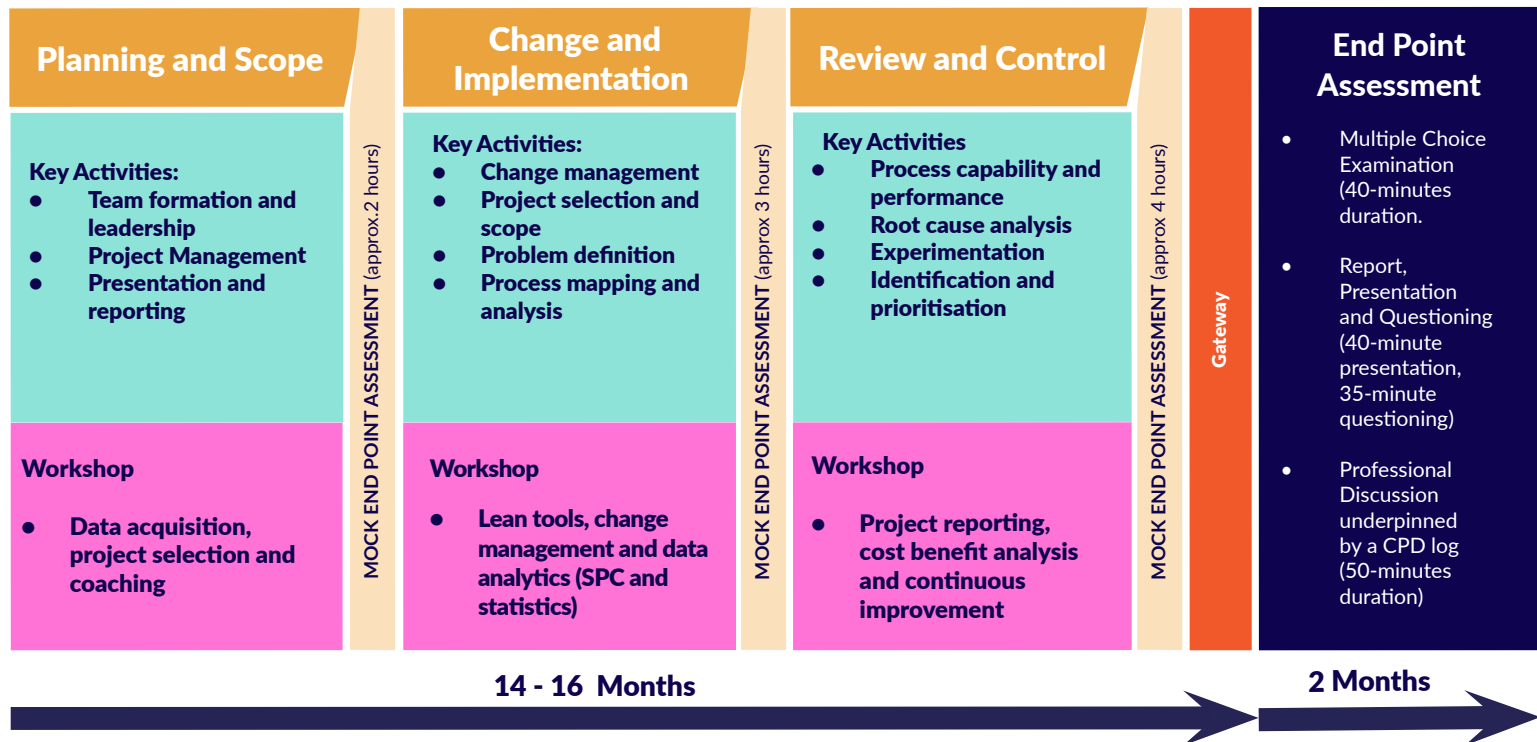 Planning and Scope
Key Activities:
● Team formation and
leadership
● Project Management
● Presentation and
reporting
Workshop
● Data acquisition,
project selection and
coaching
MOCK END POINT ASSESSMENT (approx.2 hours)
Change and
Implementation
Key Activities:
● Change management
● Project selection and
scope
● Problem definition
● Process mapping and
analysis
Workshop
● Lean tools, change
management and data
analytics (SPC and
statistics)
MOCK END POINT ASSESSMENT (approx 3 hours)
Review and Control
Key Activities
● Process capability and
performance
● Root cause analysis
● Experimentation
● Identification and
prioritisation
Workshop
● Project reporting,
cost benefit analysis
and continuous
improvement
MOCK END POINT ASSESSMENT (approx 4 hours)
Gateway
End Point
Assessment
• Multiple Choice
Examination
(40-minutes
duration.
• Report,
Presentation
and Questioning
(40-minute
presentation,
35-minute
questioning)
• Professional
Discussion
underpinned
by a CPD log
(50-minutes
duration)
14 - 16 Months
2 Months